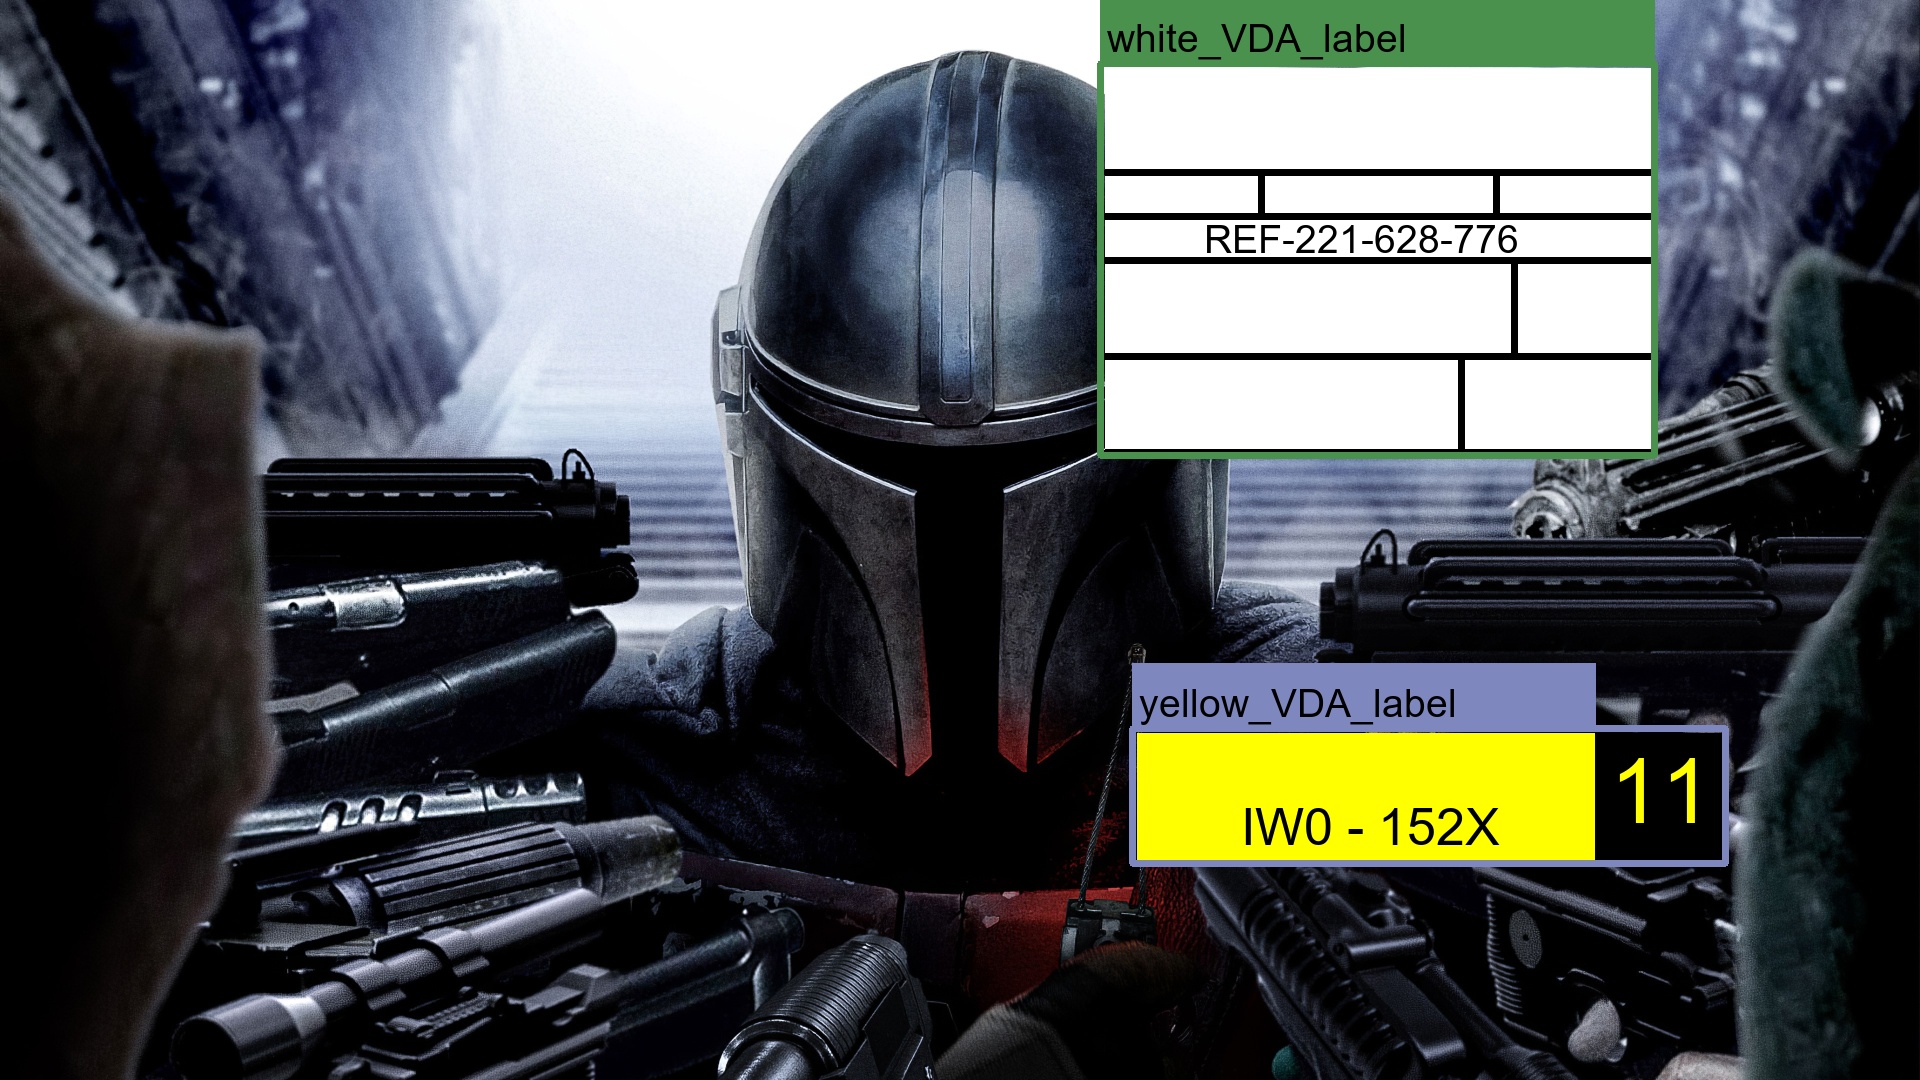 white_VDA_label
REF-221-628-776
yellow_VDA_label
IW0 - 152X
11